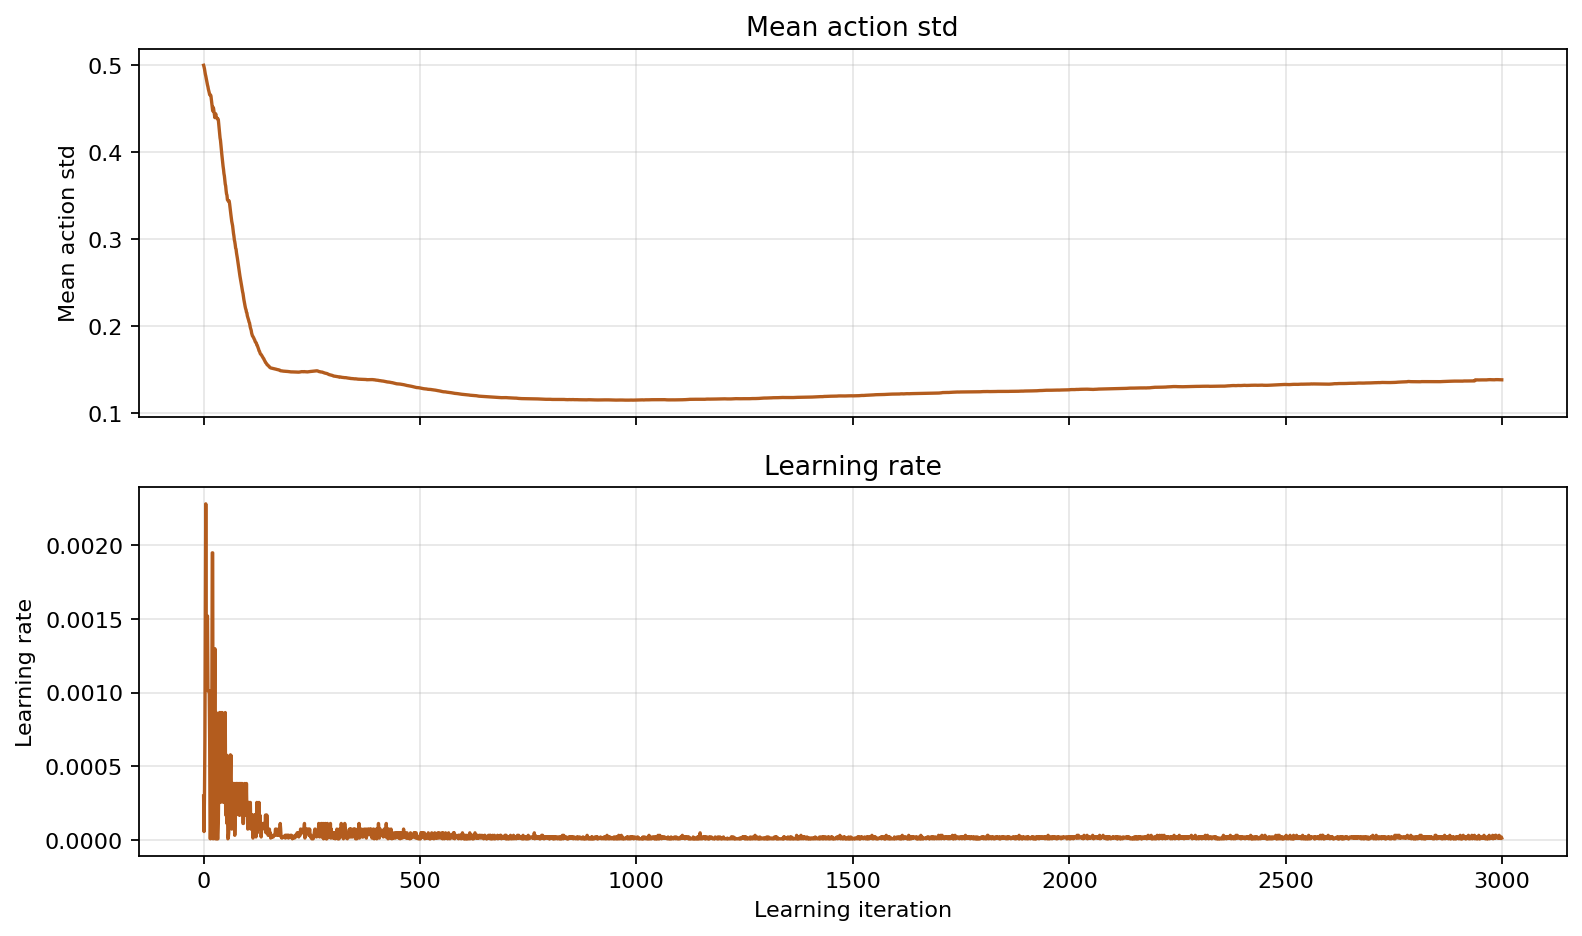 Mean action std
Mean action std
0.5
0.4
0.3
0.2
0.1
Learning rate
Learning rate
0.0020
0.0015
0.0010
0.0005
0.0000
0 500 1000 1500 2000 2500 3000
Learning iteration